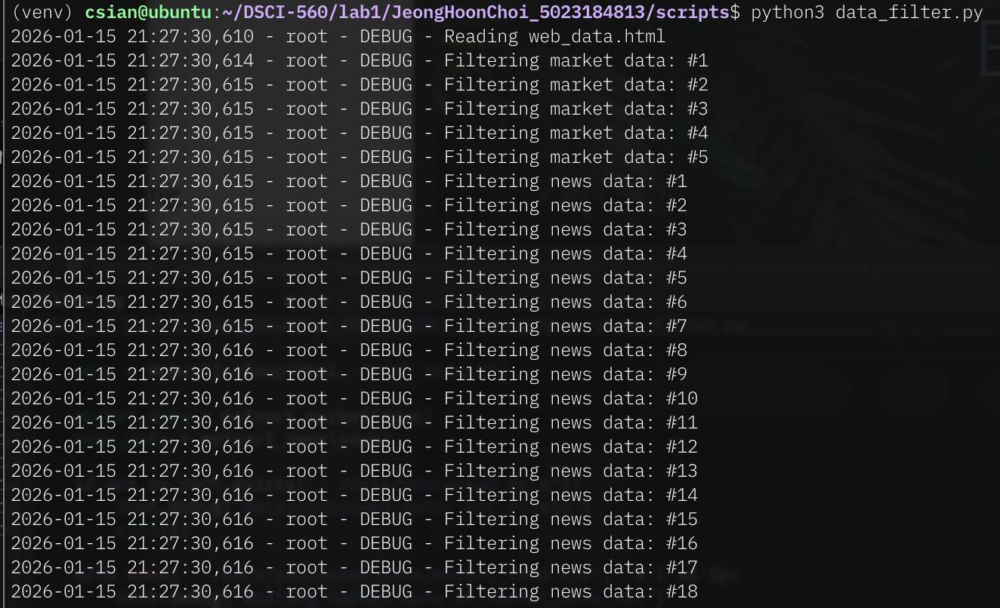 (venv) csian@ubuntu:~/DSCI-560/lab1/JeongHoonChoi_5023184813/scripts$ python3 data_filter.py
2026-01-15 21:27:30,610 - root - DEBUG - Reading web_data.html
2026-01-15 21:27:30,614 - root - DEBUG - Filtering market data: #1
2026-01-15 21:27:30,615 - root - DEBUG - Filtering market data: #2
2026-01-15 21:27:30,615 - root - DEBUG - Filtering market data: #3
2026-01-15 21:27:30,615 - root - DEBUG - Filtering market data: #4
2026-01-15 21:27:30,615 - root - DEBUG - Filtering market data: #5
2026-01-15 21:27:30,615 - root - DEBUG - Filtering news data: #1
2026-01-15 21:27:30,615 - root - DEBUG - Filtering news data: #2
2026-01-15 21:27:30,615 - root - DEBUG - Filtering news data: #3
2026-01-15 21:27:30,615 - root - DEBUG - Filtering news data: #4
2026-01-15 21:27:30,615 - root - DEBUG - Filtering news data: #5
2026-01-15 21:27:30,615 - root - DEBUG - Filtering news data: #6
2026-01-15 21:27:30,615 - root - DEBUG - Filtering news data: #7
2026-01-15 21:27:30,616 - root - DEBUG - Filtering news data: #8
2026-01-15 21:27:30,616 - root - DEBUG - Filtering news data: #9
2026-01-15 21:27:30,616 - root - DEBUG - Filtering news data: #10
2026-01-15 21:27:30,616 - root - DEBUG - Filtering news data: #11
2026-01-15 21:27:30,616 - root - DEBUG - Filtering news data: #12
2026-01-15 21:27:30,616 - root - DEBUG - Filtering news data: #13
2026-01-15 21:27:30,616 - root - DEBUG - Filtering news data: #14
2026-01-15 21:27:30,616 - root - DEBUG - Filtering news data: #15
2026-01-15 21:27:30,616 - root - DEBUG - Filtering news data: #16
2026-01-15 21:27:30,616 - root - DEBUG - Filtering news data: #17
2026-01-15 21:27:30,616 - root - DEBUG - Filtering news data: #18